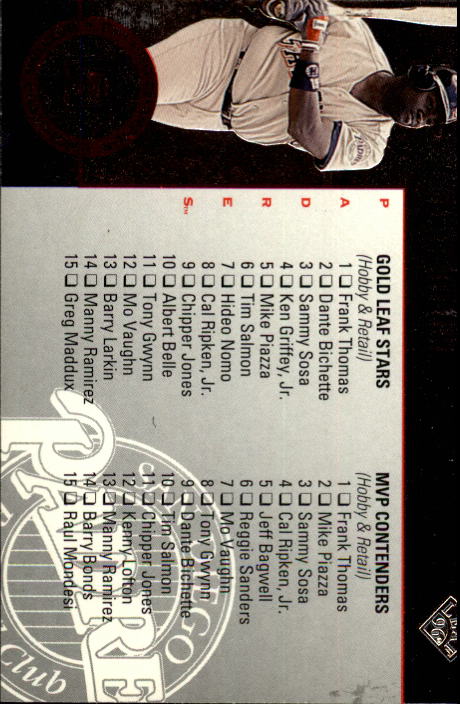 LEAF 96
PADRES™
GOLD LEAF STARS
(Hobby & Retail)
1 ❑ Frank Thomas
2 ❑ Dante Bichette
3 ❑ Sammy Sosa
4 ❑ Ken Griffey, Jr.
5 ❑ Mike Piazza
6 ❑ Tim Salmon
7 ❑ Hideo Nomo
8 ❑ Cal Ripken, Jr.
9 ❑ Chipper Jones
10 ❑ Albert Belle
11 ❑ Tony Gwynn
12 ❑ Mo Vaughn
13 ❑ Barry Larkin
14 ❑ Manny Ramirez
15 ❑ Greg Maddux
MVP CONTENDERS
(Hobby & Retail)
1 ❑ Frank Thomas
2 ❑ Mike Piazza
3 ❑ Sammy Sosa
4 ❑ Cal Ripken, Jr.
5 ❑ Jeff Bagwell
6 ❑ Reggie Sanders
7 ❑ Mo Vaughn
8 ❑ Tony Gwynn
9 ❑ Dante Bichette
10 ❑ Tim Salmon
11 ❑ Chipper Jones
12 ❑ Kenny Lofton
13 ❑ Manny Ramirez
14 ❑ Barry Bonds
15 ❑ Raul Mondesi
Club